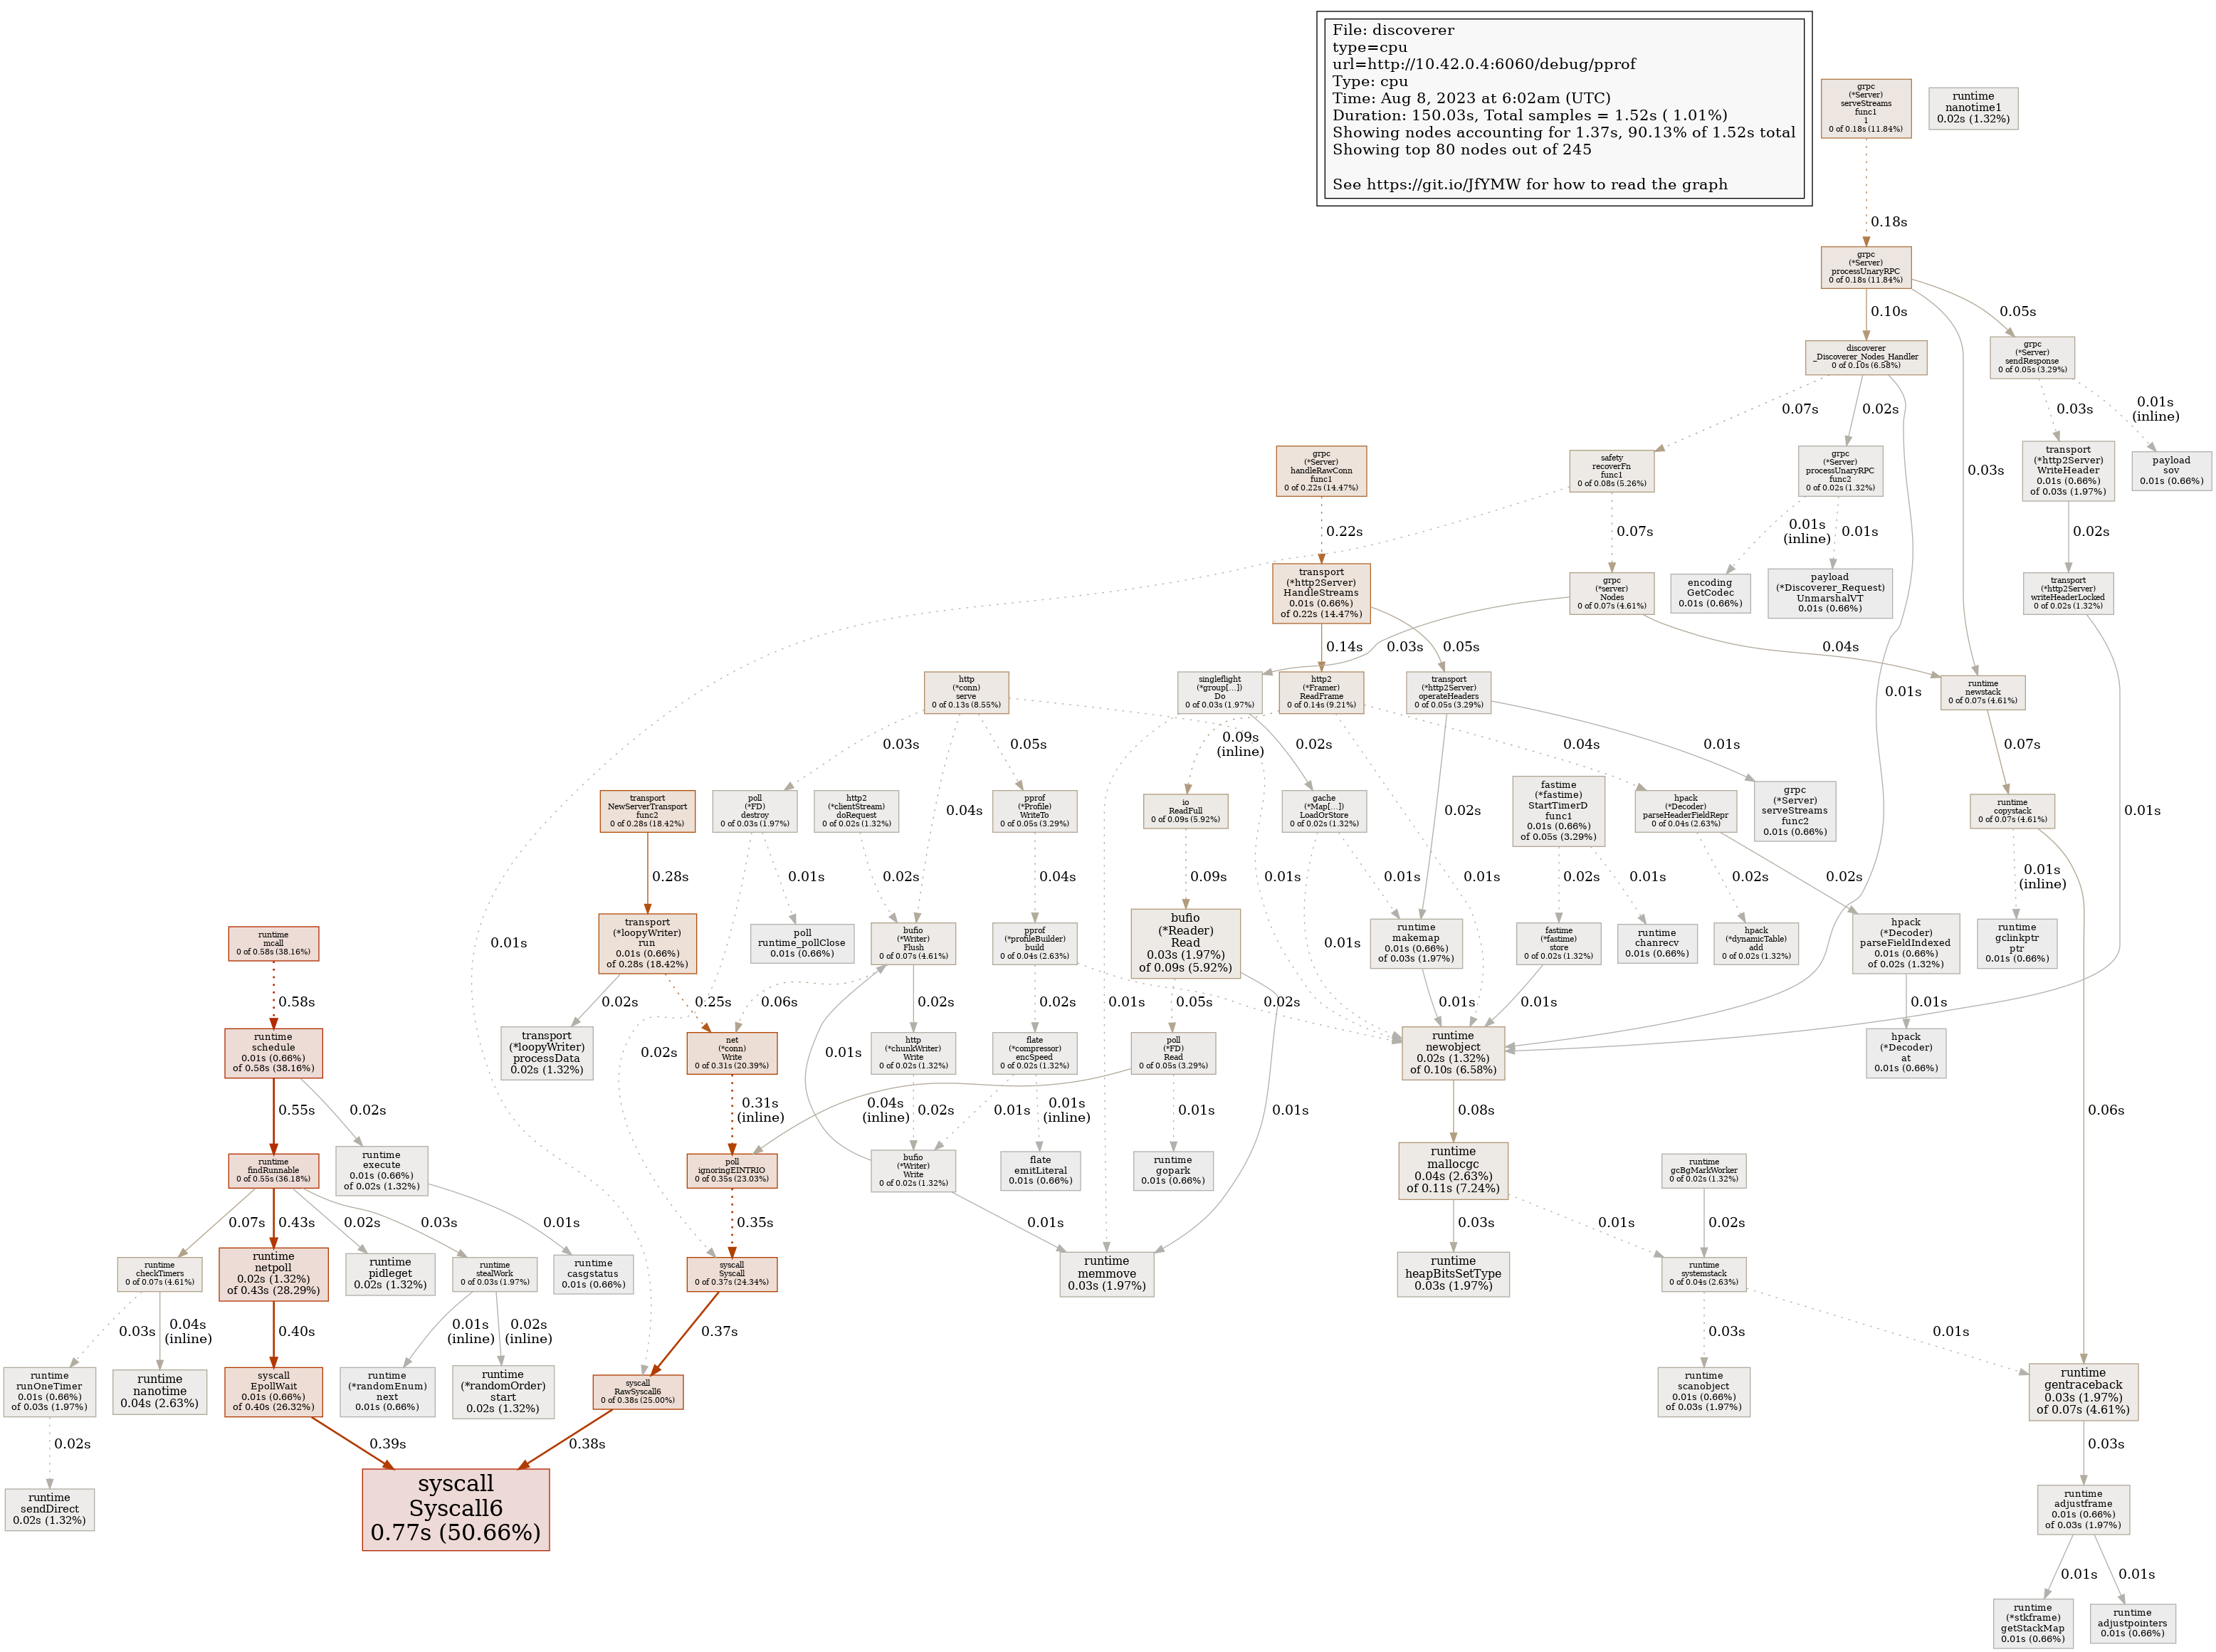 File: discoverer
type=cpu
url=http://10.42.0.4:6060/debug/pprof
Type: cpu
Time: Aug 8, 2023 at 6:02am (UTC)
Duration: 150.03s, Total samples = 1.52s ( 1.01%)
Showing nodes accounting for 1.37s, 90.13% of 1.52s total
Showing top 80 nodes out of 245
See https://git.io/JfYMW for how to read the graph
grpc
(*Server)
serveStreams
func1
1
0 of 0.18s (11.84%)
runtime
nanotime1
0.02s (1.32%)
0.18s
grpc
(*Server)
processUnaryRPC
0 of 0.18s (11.84%)
0.10s
0.05s
discoverer
_Discoverer_Nodes_Handler
0 of 0.10s (6.58%)
grpc
(*Server)
sendResponse
0 of 0.05s (3.29%)
0.07s
0.02s
0.03s
0.01s
(inline)
grpc
(*Server)
handleRawConn
func1
0 of 0.22s (14.47%)
safety
recoverFn
func1
0 of 0.08s (5.26%)
grpc
(*Server)
processUnaryRPC
func2
0 of 0.02s (1.32%)
0.03s
transport
(*http2Server)
WriteHeader
0.01s (0.66%)
of 0.03s (1.97%)
payload
sov
0.01s (0.66%)
0.22s
0.07s
0.01s
(inline)
0.01s
0.02s
transport
(*http2Server)
HandleStreams
0.01s (0.66%)
of 0.22s (14.47%)
grpc
(*server)
Nodes
0 of 0.07s (4.61%)
encoding
GetCodec
0.01s (0.66%)
payload
(*Discoverer_Request)
UnmarshalVT
0.01s (0.66%)
transport
(*http2Server)
writeHeaderLocked
0 of 0.02s (1.32%)
0.14s
0.03s
0.05s
0.04s
http
(*conn)
serve
0 of 0.13s (8.55%)
singleflight
(*group[...])
Do
0 of 0.03s (1.97%)
http2
(*Framer)
ReadFrame
0 of 0.14s (9.21%)
transport
(*http2Server)
operateHeaders
0 of 0.05s (3.29%)
0.01s
runtime
newstack
0 of 0.07s (4.61%)
0.03s
0.05s
0.09s
(inline)
0.02s
0.04s
0.01s
0.07s
transport
NewServerTransport
func2
0 of 0.28s (18.42%)
poll
(*FD)
destroy
0 of 0.03s (1.97%)
http2
(*clientStream)
doRequest
0 of 0.02s (1.32%)
0.04s
pprof
(*Profile)
WriteTo
0 of 0.05s (3.29%)
io
ReadFull
0 of 0.09s (5.92%)
gache
(*Map[...])
LoadOrStore
0 of 0.02s (1.32%)
0.02s
fastime
(*fastime)
StartTimerD
func1
0.01s (0.66%)
of 0.05s (3.29%)
hpack
(*Decoder)
parseHeaderFieldRepr
0 of 0.04s (2.63%)
grpc
(*Server)
serveStreams
func2
0.01s (0.66%)
runtime
copystack
0 of 0.07s (4.61%)
0.01s
0.28s
0.01s
0.02s
0.04s
0.09s
0.01s
0.01s
0.01s
0.02s
0.01s
0.02s
0.02s
0.01s
(inline)
runtime
mcall
0 of 0.58s (38.16%)
0.01s
transport
(*loopyWriter)
run
0.01s (0.66%)
of 0.28s (18.42%)
poll
runtime_pollClose
0.01s (0.66%)
bufio
(*Writer)
Flush
0 of 0.07s (4.61%)
pprof
(*profileBuilder)
build
0 of 0.04s (2.63%)
bufio
(*Reader)
Read
0.03s (1.97%)
of 0.09s (5.92%)
0.01s
runtime
makemap
0.01s (0.66%)
of 0.03s (1.97%)
fastime
(*fastime)
store
0 of 0.02s (1.32%)
runtime
chanrecv
0.01s (0.66%)
hpack
(*dynamicTable)
add
0 of 0.02s (1.32%)
hpack
(*Decoder)
parseFieldIndexed
0.01s (0.66%)
of 0.02s (1.32%)
runtime
gclinkptr
ptr
0.01s (0.66%)
0.58s
0.02s
0.25s
0.06s
0.02s
0.02s
0.05s
0.01s
0.02s
0.01s
0.01s
0.01s
runtime
schedule
0.01s (0.66%)
of 0.58s (38.16%)
transport
(*loopyWriter)
processData
0.02s (1.32%)
0.02s
net
(*conn)
Write
0 of 0.31s (20.39%)
0.01s
http
(*chunkWriter)
Write
0 of 0.02s (1.32%)
flate
(*compressor)
encSpeed
0 of 0.02s (1.32%)
poll
(*FD)
Read
0 of 0.05s (3.29%)
runtime
newobject
0.02s (1.32%)
of 0.10s (6.58%)
hpack
(*Decoder)
at
0.01s (0.66%)
0.55s
0.02s
0.31s
(inline)
0.04s
(inline)
0.02s
0.01s
0.01s
(inline)
0.01s
0.01s
0.08s
0.06s
runtime
findRunnable
0 of 0.55s (36.18%)
runtime
execute
0.01s (0.66%)
of 0.02s (1.32%)
poll
ignoringEINTRIO
0 of 0.35s (23.03%)
bufio
(*Writer)
Write
0 of 0.02s (1.32%)
flate
emitLiteral
0.01s (0.66%)
runtime
gopark
0.01s (0.66%)
runtime
mallocgc
0.04s (2.63%)
of 0.11s (7.24%)
runtime
gcBgMarkWorker
0 of 0.02s (1.32%)
0.07s
0.43s
0.02s
0.03s
0.01s
0.35s
0.01s
0.03s
0.01s
0.02s
runtime
checkTimers
0 of 0.07s (4.61%)
runtime
netpoll
0.02s (1.32%)
of 0.43s (28.29%)
runtime
pidleget
0.02s (1.32%)
runtime
stealWork
0 of 0.03s (1.97%)
runtime
casgstatus
0.01s (0.66%)
syscall
Syscall
0 of 0.37s (24.34%)
runtime
memmove
0.03s (1.97%)
runtime
heapBitsSetType
0.03s (1.97%)
runtime
systemstack
0 of 0.04s (2.63%)
0.03s
0.04s
(inline)
0.40s
0.01s
(inline)
0.02s
(inline)
0.37s
0.03s
0.01s
runtime
runOneTimer
0.01s (0.66%)
of 0.03s (1.97%)
runtime
nanotime
0.04s (2.63%)
syscall
EpollWait
0.01s (0.66%)
of 0.40s (26.32%)
runtime
(*randomEnum)
next
0.01s (0.66%)
runtime
(*randomOrder)
start
0.02s (1.32%)
syscall
RawSyscall6
0 of 0.38s (25.00%)
runtime
scanobject
0.01s (0.66%)
of 0.03s (1.97%)
runtime
gentraceback
0.03s (1.97%)
of 0.07s (4.61%)
0.02s
0.39s
0.38s
0.03s
runtime
sendDirect
0.02s (1.32%)
syscall
Syscall6
0.77s (50.66%)
runtime
adjustframe
0.01s (0.66%)
of 0.03s (1.97%)
0.01s
0.01s
runtime
(*stkframe)
getStackMap
0.01s (0.66%)
runtime
adjustpointers
0.01s (0.66%)